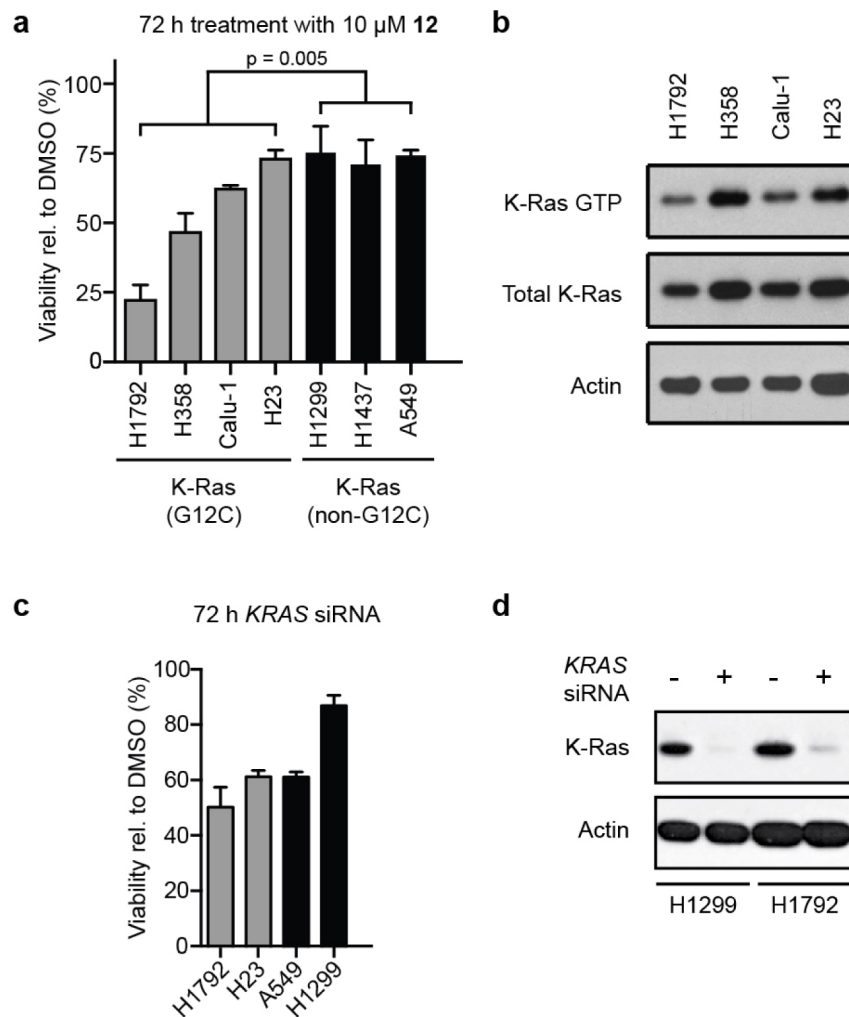 a
72 h treatment with 10 μM 12
p = 0.005
Viability rel. to DMSO (%)
100
75
50
25
0
H1792
H358
Calu-1
H23
H1299
H1437
A549
K-Ras
(G12C)
K-Ras
(non-G12C)
b
H1792
H358
Calu-1
H23
K-Ras GTP
Total K-Ras
Actin
c
72 h KRAS siRNA
Viability rel. to DMSO (%)
100
80
60
40
20
0
H1792
H23
A549
H1299
d
KRAS
siRNA
- + - +
K-Ras
Actin
H1299
H1792